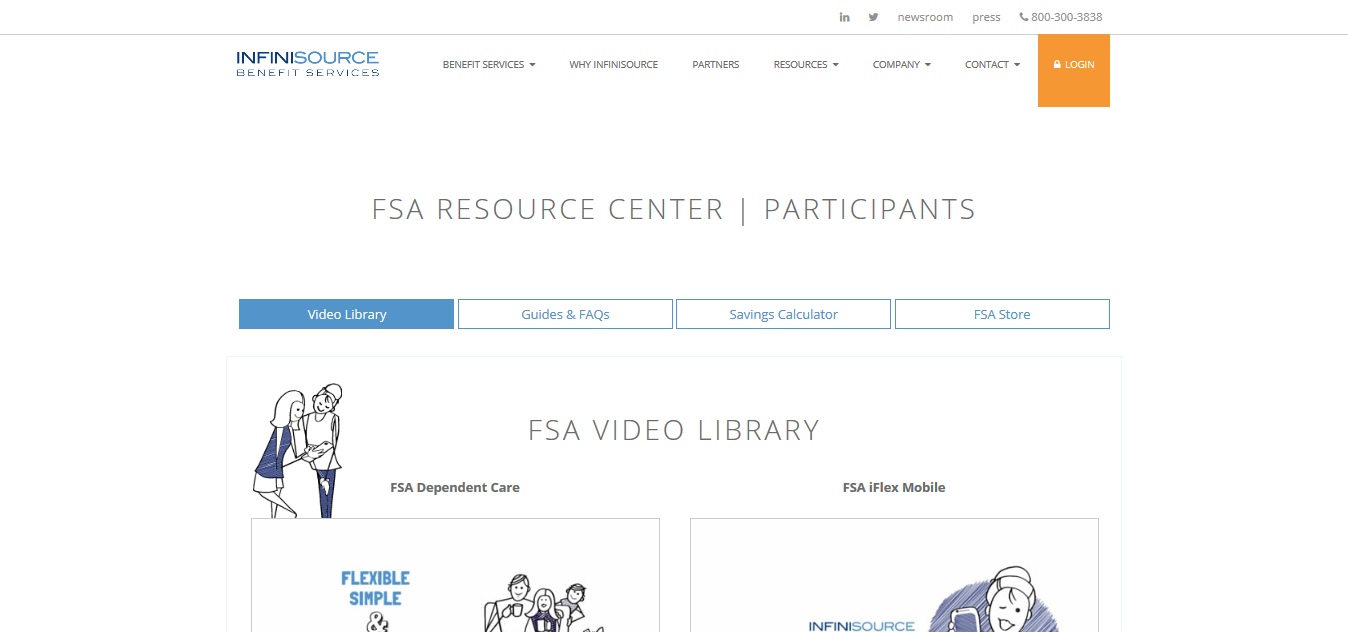 newsroom press 800-300-3838
INFINISOURCE
BENEFIT SERVICES
BENEFIT SERVICES WHY INFINISOURCE PARTNERS RESOURCES COMPANY CONTACT LOGIN
FSA RESOURCE CENTER | PARTICIPANTS
Video Library Guides & FAQs Savings Calculator FSA Store
FSA VIDEO LIBRARY
FSA Dependent Care FSA iFlex Mobile
FLEXIBLE
SIMPLE
&
INFINISOURCE